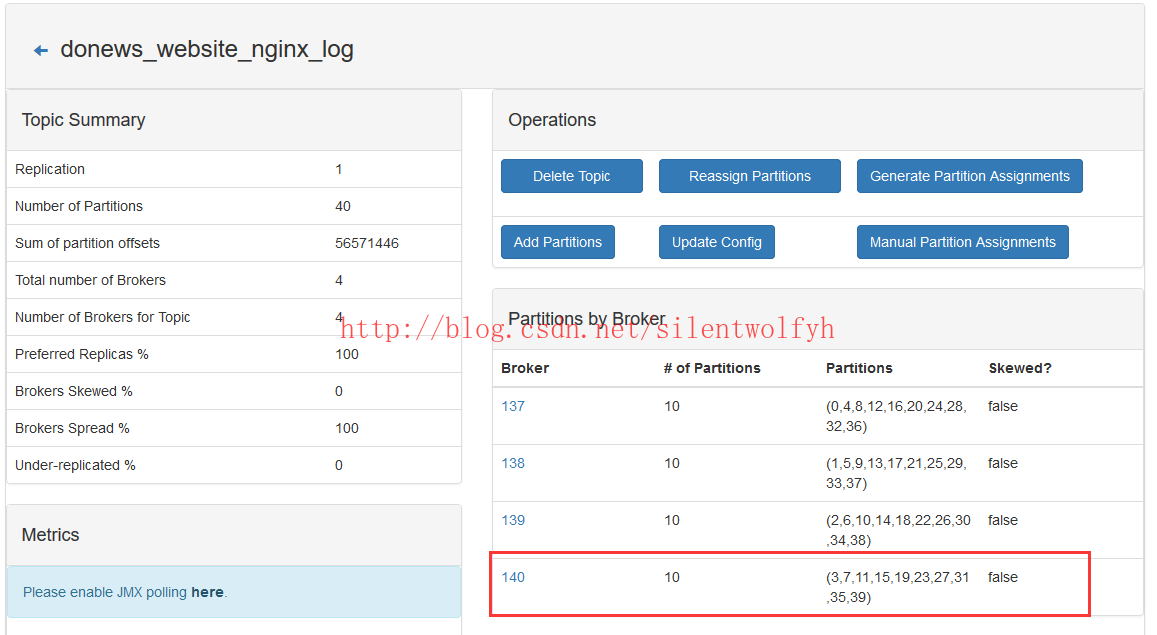 donews_website_nginx_log
Topic Summary
Replication 1
Number of Partitions 40
Sum of partition offsets 56571446
Total number of Brokers 4
Number of Brokers for Topic 4
Preferred Replicas % 100
Brokers Skewed % 0
Brokers Spread % 100
Under-replicated % 0
Metrics
Please enable JMX polling here.
Operations
Delete Topic Reassign Partitions Generate Partition Assignments
Add Partitions Update Config Manual Partition Assignments
Partitions by Broker
http://blog.csdn.net/silentwolfyh
Broker # of Partitions Partitions Skewed?
137 10 (0,4,8,12,16,20,24,28, false
32,36)
138 10 (1,5,9,13,17,21,25,29, false
33,37)
139 10 (2,6,10,14,18,22,26,30 false
,34,38)
140 10 (3,7,11,15,19,23,27,31 false
,35,39)